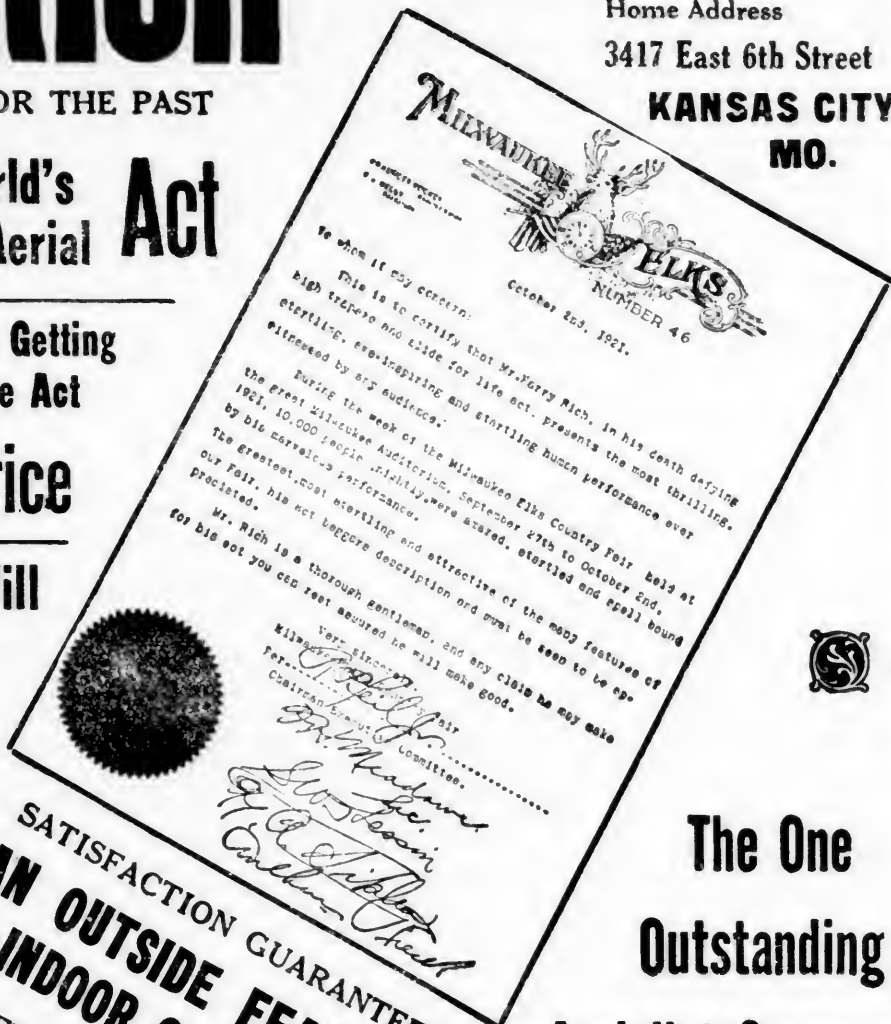 Home Address
3417 East 6th Street
KANSAS CITY
MO.
OR THE PAST
rld's
Aerial
Act
Getting
e Act
rice
ill
MILWAUKEE
ELKS
NUMBER 46
October 2nd, 1921.
To whom it may concern:
This is to certify that Mr. Harry Rich, in his death defying
high trapeze and slide for life act, presents the most thrilling,
startling, awe-inspiring and startling human performance ever
witnessed by any audience.
During the week of the Milwaukee Elks Country Fair held at
the great Milwaukee Auditorium, September 27th to October 2nd,
1921, 10,000 people nightly, were amazed, startled and spell bound
by his marvelous performance.
The greatest, most startling and attractive of the many features of
our Fair, his act beggars description and must be seen to be ap-
preciated.
Mr. Rich is a thorough gentleman, and any claim he may make
for his act you can rest assured he will make good.
Very
Milwaukee Fair
Per
Chairman Executive Committee.
SATISFACTION GUARANTE
AN OUTSIDE
INDOOR
The One
Outstanding